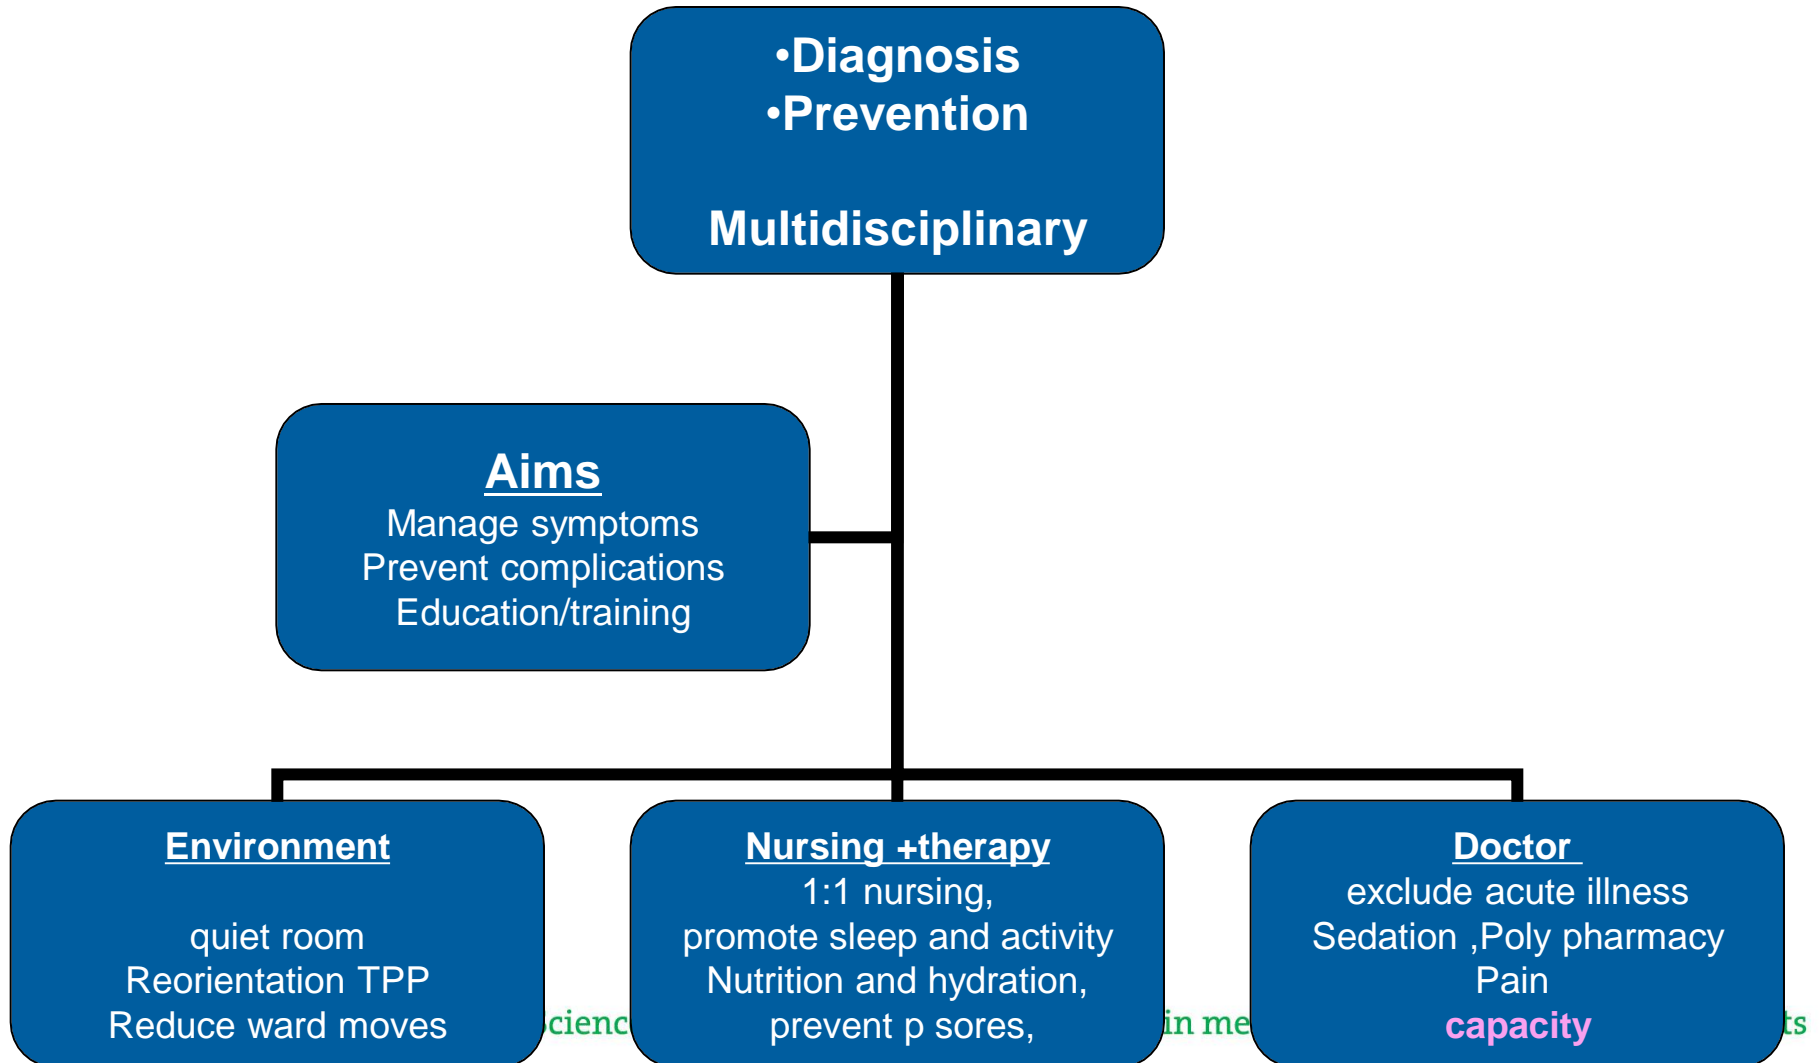 •Diagnosis
•Prevention
Multidisciplinary
Aims
Manage symptoms
Prevent complications
Education/training
Environment
quiet room
Reorientation TPP
Reduce ward moves
Nursing +therapy
1:1 nursing,
promote sleep and activity
Nutrition and hydration,
prevent p sores,
Doctor
exclude acute illness
Sedation ,Poly pharmacy
Pain
capacity
in